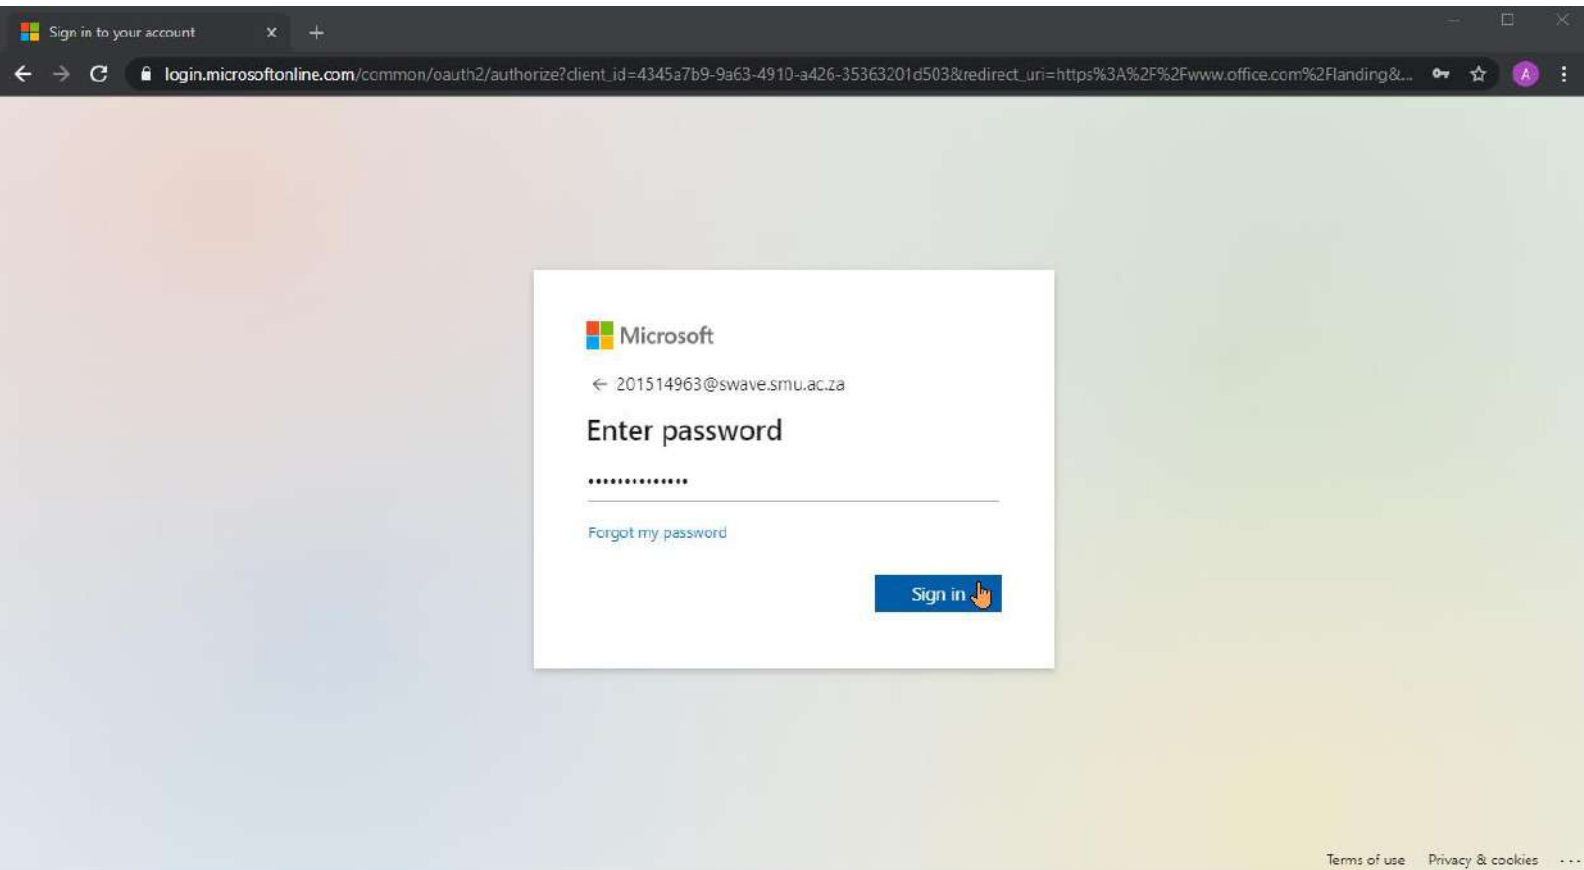 Sign in to your account
login.microsoftonline.com/common/oauth2/authorize?client_id=4345a7b9-9a63-4910-a426-35363201d503&redirect_uri=https%3A%2F%2Fwww.office.com%2Flanding&...
A
Microsoft
201514963@swave.smu.ac.za
Enter password
Forgot my password
Sign in
Terms of use Privacy & cookies ...